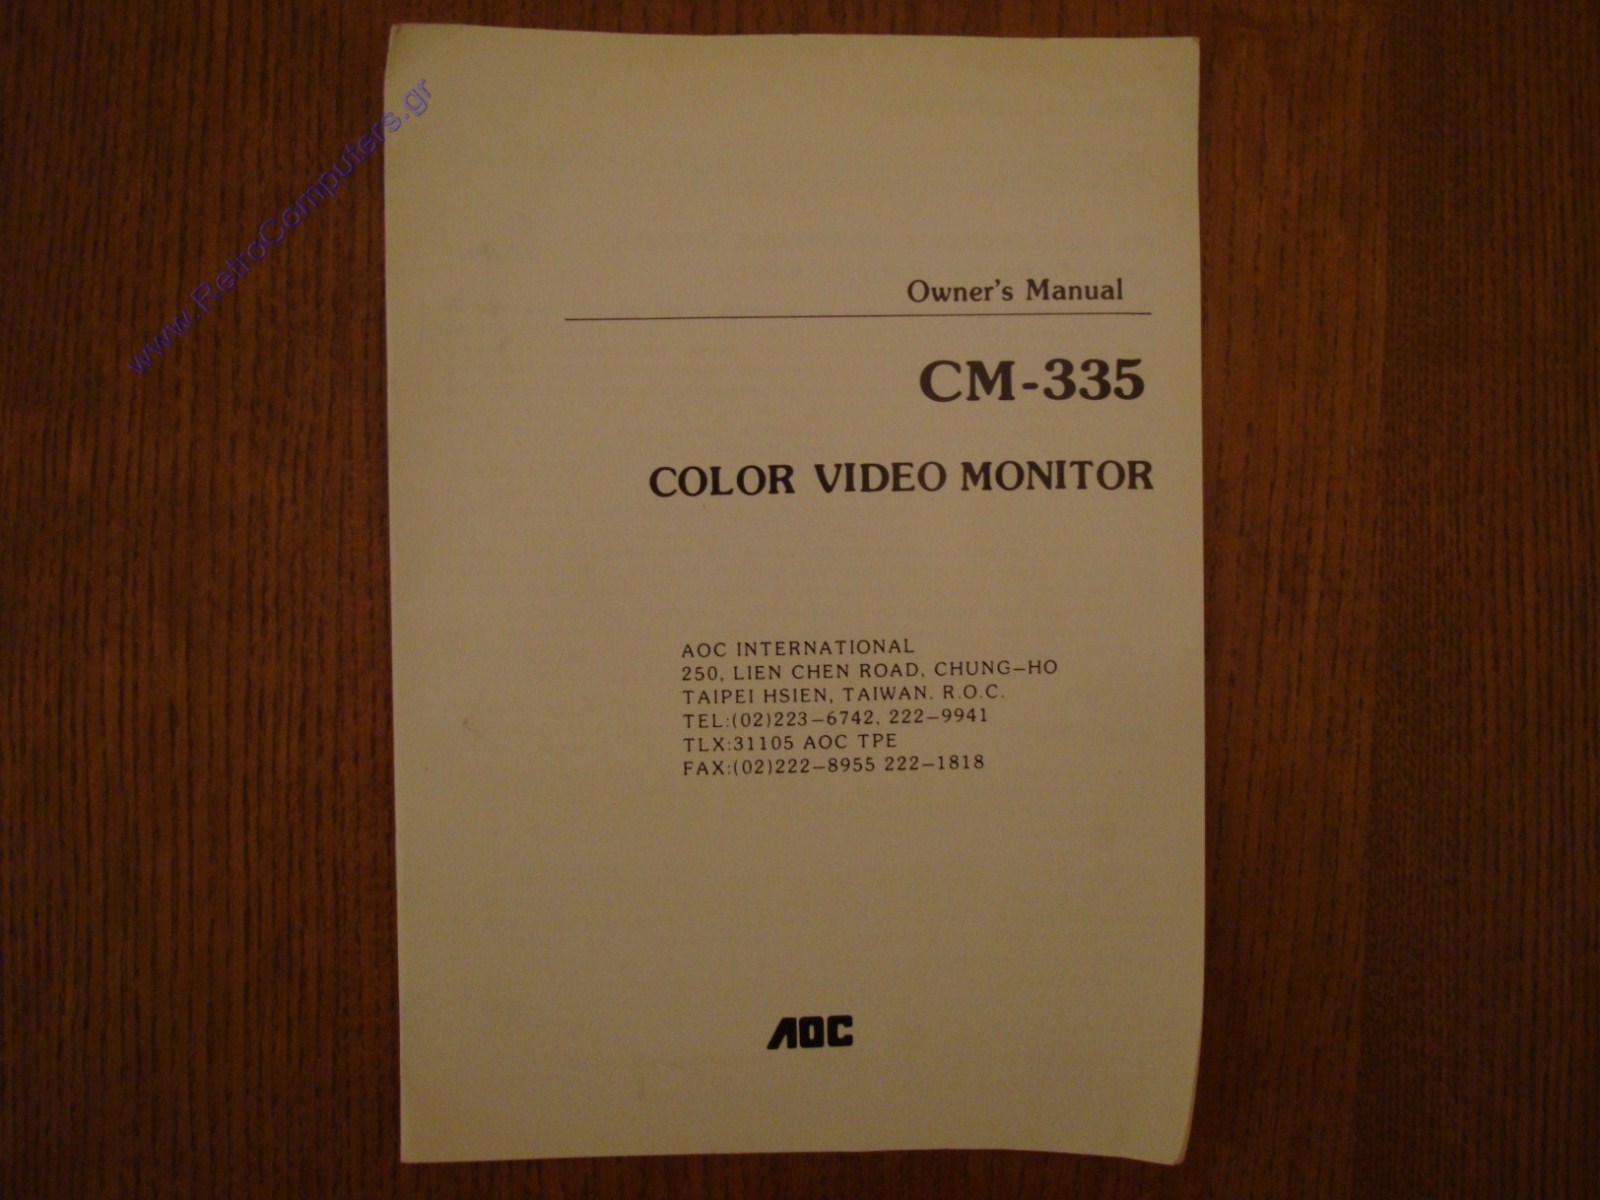 www.RetroComputers.gr
Owner's Manual
CM-335
COLOR VIDEO MONITOR
AOC INTERNATIONAL
250, LIEN CHEN ROAD, CHUNG–HO
TAIPEI HSIEN, TAIWAN. R.O.C.
TEL:(02)223–6742, 222–9941
TLX:31105 AOC TPE
FAX:(02)222–8955 222–1818
AOC